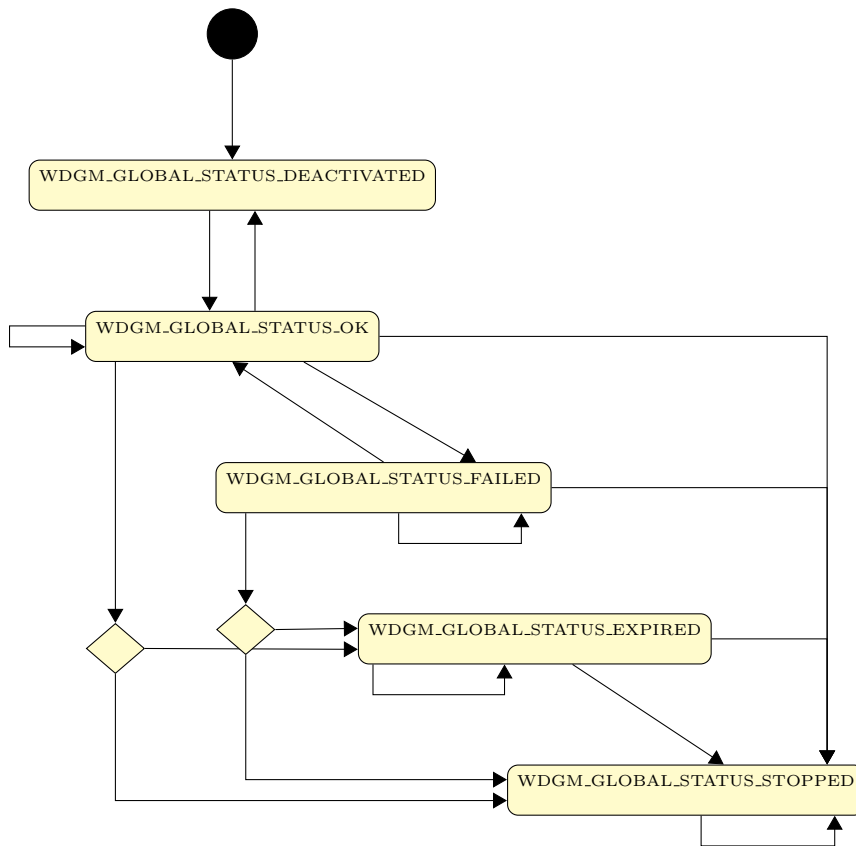 WDGM_GLOBAL_STATUS_DEACTIVATED
WDGM_GLOBAL_STATUS_OK
WDGM_GLOBAL_STATUS_FAILED
WDGM_GLOBAL_STATUS_EXPIRED
WDGM_GLOBAL_STATUS_STOPPED